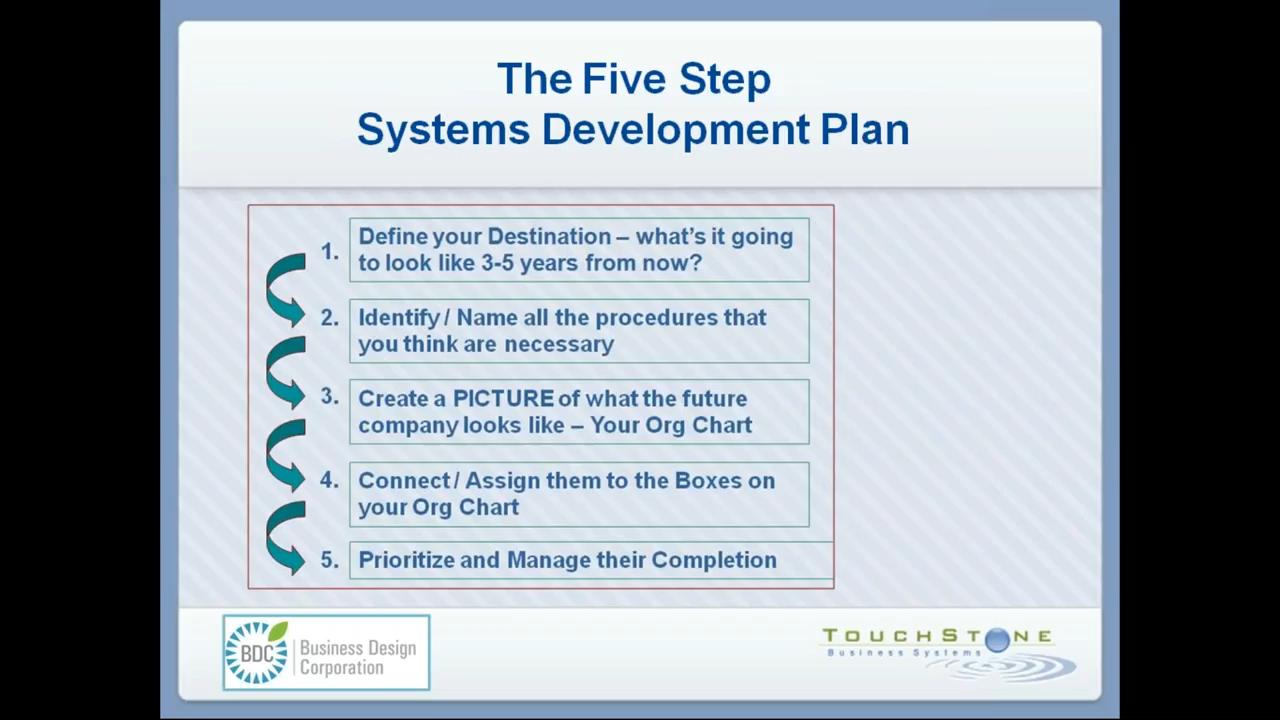 The Five Step
Systems Development Plan
1. Define your Destination – what's it going
to look like 3-5 years from now?
2. Identify / Name all the procedures that
you think are necessary
3. Create a PICTURE of what the future
company looks like – Your Org Chart
4. Connect / Assign them to the Boxes on
your Org Chart
5. Prioritize and Manage their Completion
BDC
Business Design
Corporation
TOUCHSTONE
Business Systems